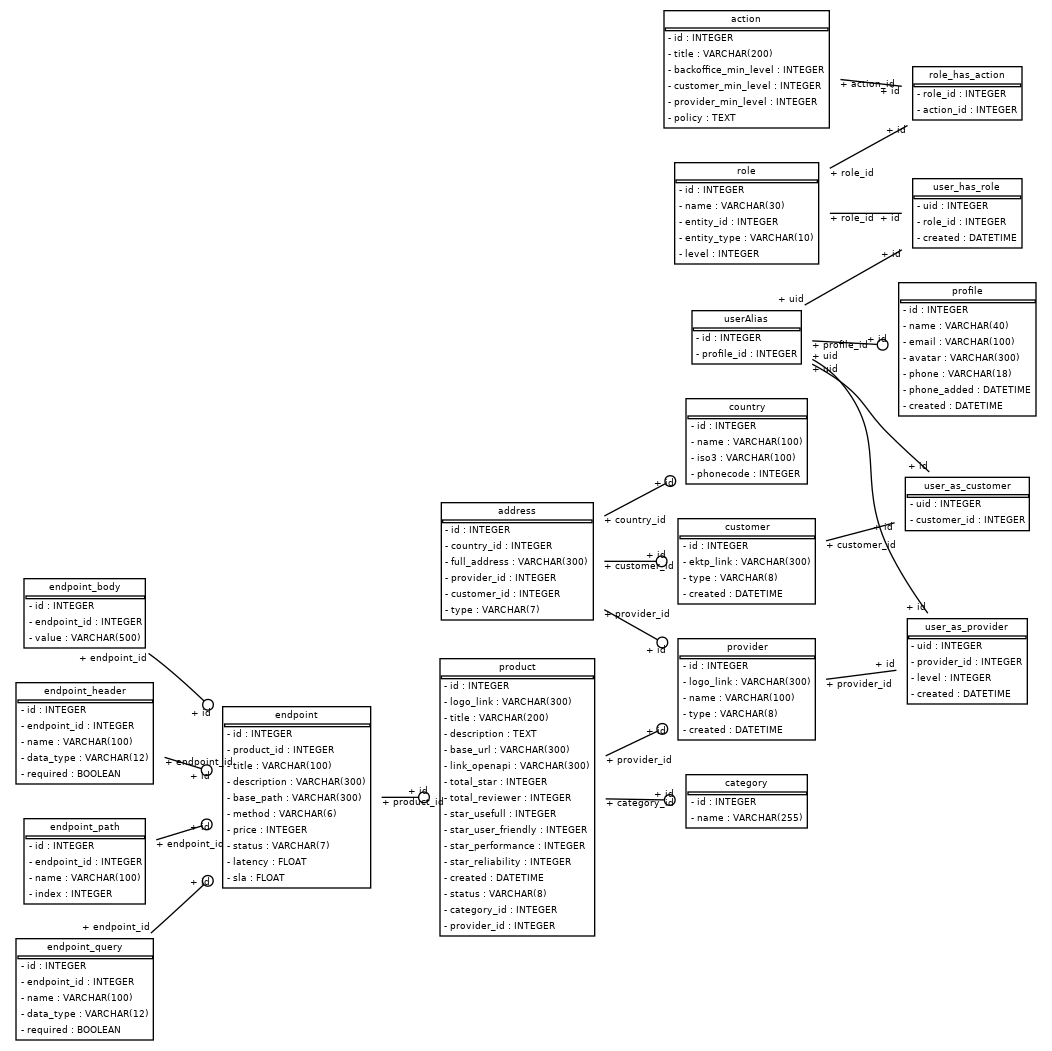 action
- id : INTEGER
- title : VARCHAR(200)
- backoffice_min_level : INTEGER
- customer_min_level : INTEGER
- provider_min_level : INTEGER
- policy : TEXT
+ action_id
+ id
role_has_action
- role_id : INTEGER
- action_id : INTEGER
+ id
+ role_id
role
- id : INTEGER
- name : VARCHAR(30)
- entity_id : INTEGER
- entity_type : VARCHAR(10)
- level : INTEGER
+ role_id
+ id
user_has_role
- uid : INTEGER
- role_id : INTEGER
- created : DATETIME
+ id
+ uid
userAlias
- id : INTEGER
- profile_id : INTEGER
+ profile_id
+ id
+ uid
+ uid
profile
- id : INTEGER
- name : VARCHAR(40)
- email : VARCHAR(100)
- avatar : VARCHAR(300)
- phone : VARCHAR(18)
- phone_added : DATETIME
- created : DATETIME
country
- id : INTEGER
- name : VARCHAR(100)
- iso3 : VARCHAR(100)
- phonecode : INTEGER
+ id
+ id
user_as_customer
- uid : INTEGER
- customer_id : INTEGER
address
- id : INTEGER
- country_id : INTEGER
- full_address : VARCHAR(300)
- provider_id : INTEGER
- customer_id : INTEGER
- type : VARCHAR(7)
+ country_id
+ id
+ customer_id
+ provider_id
+ id
customer
- id : INTEGER
- ektp_link : VARCHAR(300)
- type : VARCHAR(8)
- created : DATETIME
+ id
+ customer_id
+ id
user_as_provider
- uid : INTEGER
- provider_id : INTEGER
- level : INTEGER
- created : DATETIME
provider
- id : INTEGER
- logo_link : VARCHAR(300)
- name : VARCHAR(100)
- type : VARCHAR(8)
- created : DATETIME
+ id
+ provider_id
endpoint_body
- id : INTEGER
- endpoint_id : INTEGER
- value : VARCHAR(500)
+ endpoint_id
+ id
endpoint_header
- id : INTEGER
- endpoint_id : INTEGER
- name : VARCHAR(100)
- data_type : VARCHAR(12)
- required : BOOLEAN
+ endpoint_id
+ id
endpoint
- id : INTEGER
- product_id : INTEGER
- title : VARCHAR(100)
- description : VARCHAR(300)
- base_path : VARCHAR(300)
- method : VARCHAR(6)
- price : INTEGER
- status : VARCHAR(7)
- latency : FLOAT
- sla : FLOAT
+ id
+ product_id
product
- id : INTEGER
- logo_link : VARCHAR(300)
- title : VARCHAR(200)
- description : TEXT
- base_url : VARCHAR(300)
- link_openapi : VARCHAR(300)
- total_star : INTEGER
- total_reviewer : INTEGER
- star_usefull : INTEGER
- star_user_friendly : INTEGER
- star_performance : INTEGER
- star_reliability : INTEGER
- created : DATETIME
- status : VARCHAR(8)
- category_id : INTEGER
- provider_id : INTEGER
+ id
+ provider_id
+ id
+ category_id
category
- id : INTEGER
- name : VARCHAR(255)
endpoint_path
- id : INTEGER
- endpoint_id : INTEGER
- name : VARCHAR(100)
- index : INTEGER
+ id
+ endpoint_id
+ id
+ endpoint_id
endpoint_query
- id : INTEGER
- endpoint_id : INTEGER
- name : VARCHAR(100)
- data_type : VARCHAR(12)
- required : BOOLEAN